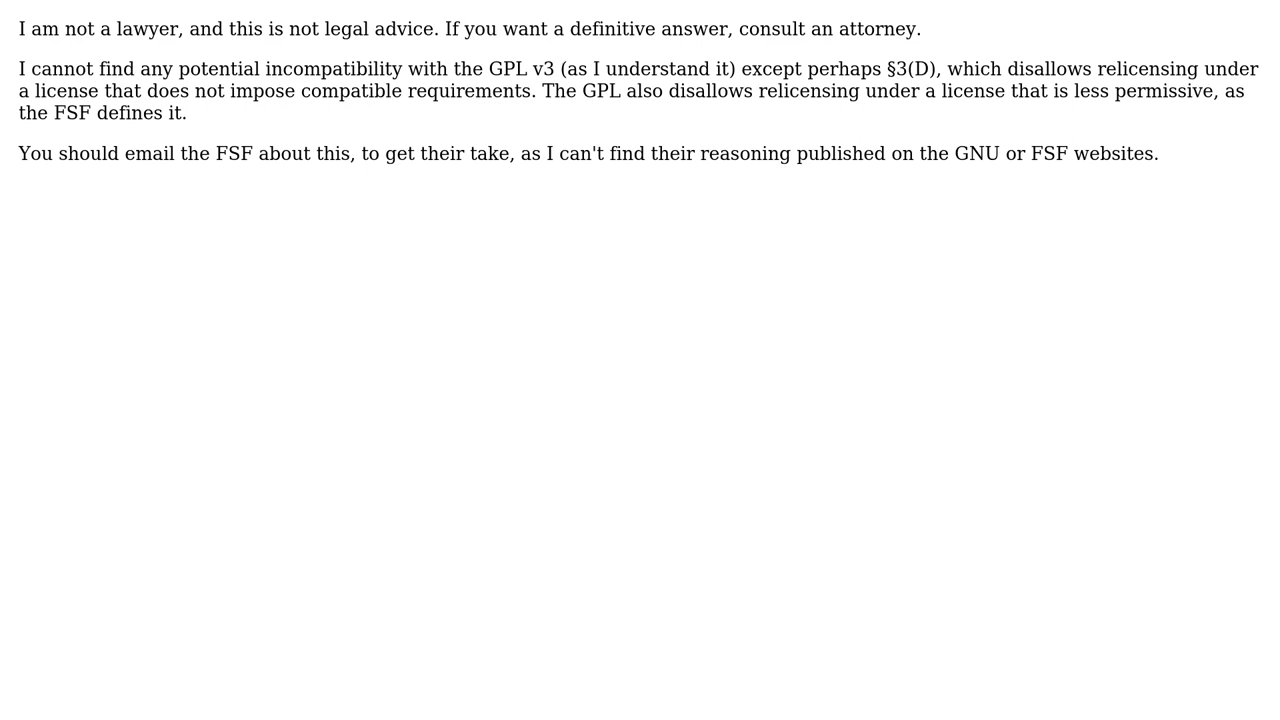 I am not a lawyer, and this is not legal advice. If you want a definitive answer, consult an attorney.
I cannot find any potential incompatibility with the GPL v3 (as I understand it) except perhaps §3(D), which disallows relicensing under
a license that does not impose compatible requirements. The GPL also disallows relicensing under a license that is less permissive, as
the FSF defines it.
You should email the FSF about this, to get their take, as I can't find their reasoning published on the GNU or FSF websites.